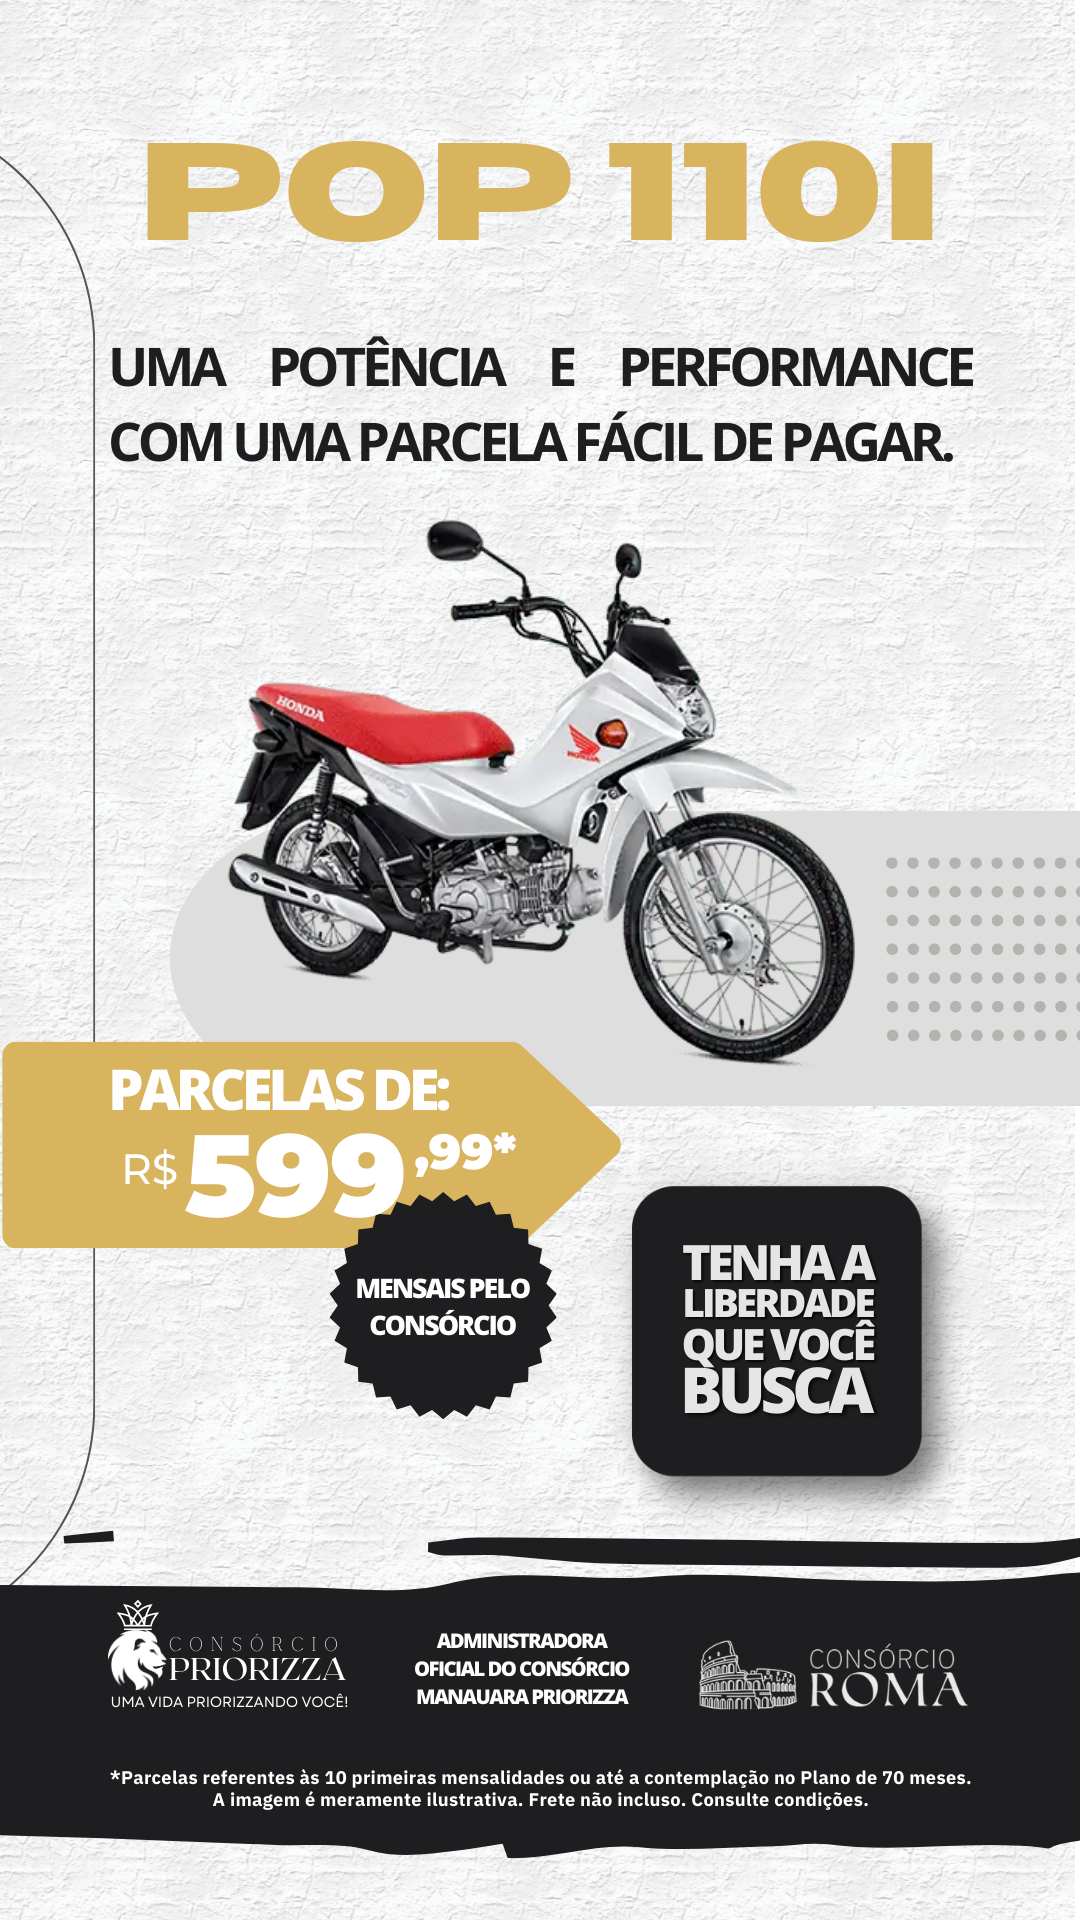 POP 110I
UMA POTÊNCIA E PERFORMANCE
COM UMA PARCELA FÁCIL DE PAGAR.
HONDA
HONDA
PARCELAS DE:
R$ 599,99*
MENSAIS PELO
CONSÓRCIO
TENHA A
LIBERDADE
QUE VOCÊ
BUSCA
CONSÓRCIO
PRIORIZZA
UMA VIDA PRIORIZZANDO VOCÊ!
ADMINISTRADORA
OFICIAL DO CONSÓRCIO
MANAUARA PRIORIZZA
CONSÓRCIO
ROMA
*Parcelas referentes às 10 primeiras mensalidades ou até a contemplação no Plano de 70 meses.
A imagem é meramente ilustrativa. Frete não incluso. Consulte condições.